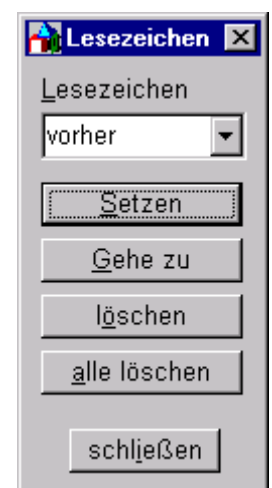 Lesezeichen
Lesezeichen
vorher
Setzen
Gehe zu
löschen
alle löschen
schließen